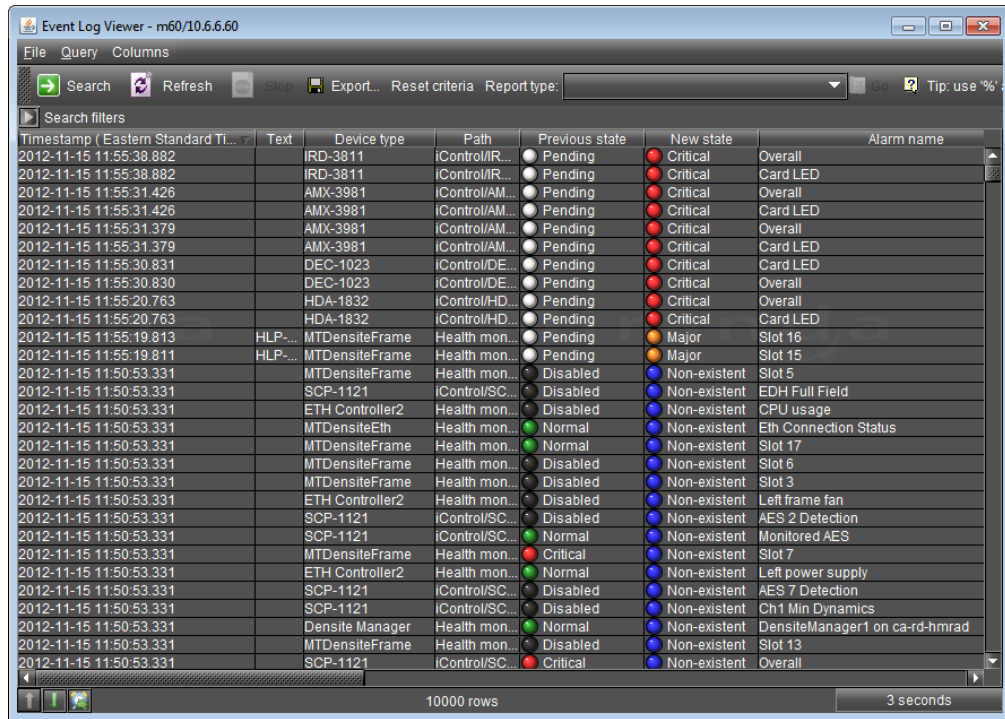 Event Log Viewer - m60/10.6.6.60
File Query Columns
Search Refresh Stop Export... Reset criteria Report type: Go Tip: use '%'
Search filters
Timestamp ( Eastern Standard Ti... Text Device type Path Previous state New state Alarm name
2012-11-15 11:55:38.882 IRD-3811 iControl/IR... Pending Critical Overall
2012-11-15 11:55:38.882 IRD-3811 iControl/IR... Pending Critical Card LED
2012-11-15 11:55:31.426 AMX-3981 iControl/AM... Pending Critical Overall
2012-11-15 11:55:31.426 AMX-3981 iControl/AM... Pending Critical Card LED
2012-11-15 11:55:31.379 AMX-3981 iControl/AM... Pending Critical Overall
2012-11-15 11:55:31.379 AMX-3981 iControl/AM... Pending Critical Card LED
2012-11-15 11:55:30.831 DEC-1023 iControl/DE... Pending Critical Card LED
2012-11-15 11:55:30.830 DEC-1023 iControl/DE... Pending Critical Overall
2012-11-15 11:55:20.763 HDA-1832 iControl/HD... Pending Critical Overall
2012-11-15 11:55:20.763 HDA-1832 iControl/HD... Pending Critical Card LED
2012-11-15 11:55:19.813 HLP-... MTDensiteFrame Health mon... Pending Major Slot 16
2012-11-15 11:55:19.811 HLP-... MTDensiteFrame Health mon... Pending Major Slot 15
2012-11-15 11:50:53.331 MTDensiteFrame Health mon... Disabled Non-existent Slot 5
2012-11-15 11:50:53.331 SCP-1121 iControl/SC... Disabled Non-existent EDH Full Field
2012-11-15 11:50:53.331 ETH Controller2 Health mon... Disabled Non-existent CPU usage
2012-11-15 11:50:53.331 MTDensiteEth Health mon... Normal Non-existent Eth Connection Status
2012-11-15 11:50:53.331 MTDensiteFrame Health mon... Normal Non-existent Slot 17
2012-11-15 11:50:53.331 MTDensiteFrame Health mon... Disabled Non-existent Slot 6
2012-11-15 11:50:53.331 MTDensiteFrame Health mon... Disabled Non-existent Slot 3
2012-11-15 11:50:53.331 ETH Controller2 Health mon... Disabled Non-existent Left frame fan
2012-11-15 11:50:53.331 SCP-1121 iControl/SC... Disabled Non-existent AES 2 Detection
2012-11-15 11:50:53.331 SCP-1121 iControl/SC... Normal Non-existent Monitored AES
2012-11-15 11:50:53.331 MTDensiteFrame Health mon... Critical Non-existent Slot 7
2012-11-15 11:50:53.331 ETH Controller2 Health mon... Normal Non-existent Left power supply
2012-11-15 11:50:53.331 SCP-1121 iControl/SC... Disabled Non-existent AES 7 Detection
2012-11-15 11:50:53.331 SCP-1121 iControl/SC... Disabled Non-existent Ch1 Min Dynamics
2012-11-15 11:50:53.331 Densite Manager Health mon... Normal Non-existent DensiteManager1 on ca-rd-hmrad
2012-11-15 11:50:53.331 MTDensiteFrame Health mon... Disabled Non-existent Slot 13
2012-11-15 11:50:53.331 SCP-1121 iControl/SC... Critical Non-existent Overall
10000 rows 3 seconds